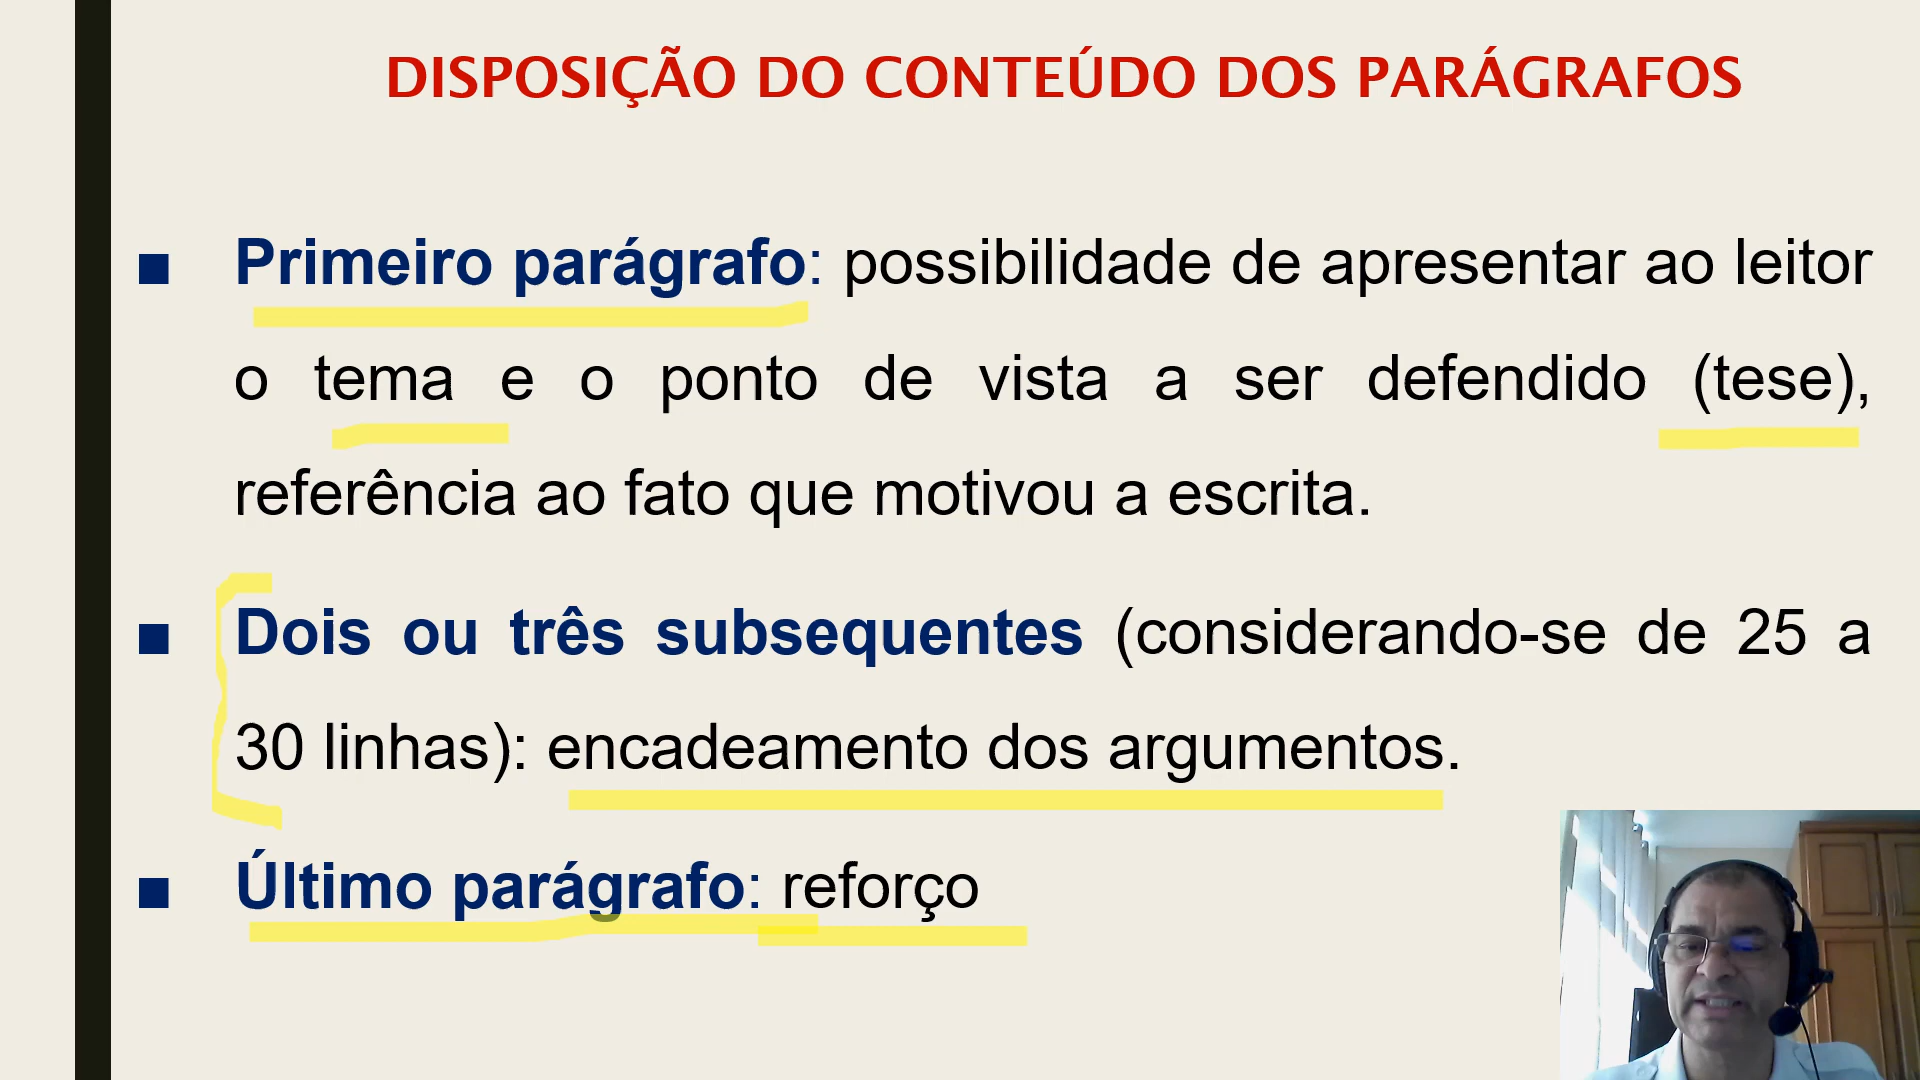 DISPOSIÇÃO DO CONTEÚDO DOS PARÁGRAFOS
■ Primeiro parágrafo: possibilidade de apresentar ao leitor
o tema e o ponto de vista a ser defendido (tese),
referência ao fato que motivou a escrita.
■ Dois ou três subsequentes (considerando-se de 25 a
30 linhas): encadeamento dos argumentos.
■ Último parágrafo: reforço